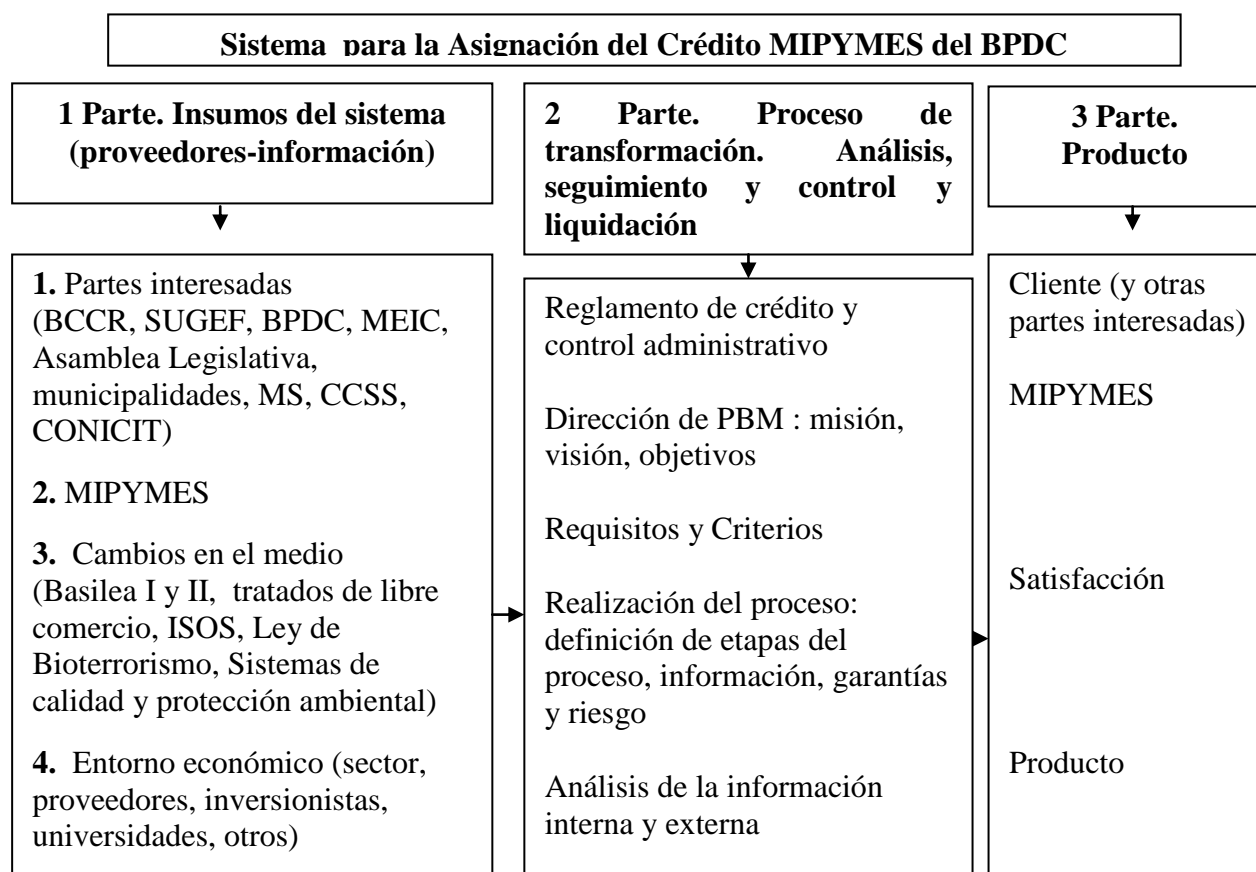 Sistema para la Asignación del Crédito MIPYMES del BPDC
1 Parte. Insumos del sistema
(proveedores-información)
2 Parte. Proceso de
transformación. Análisis,
seguimiento y control y
liquidación
3 Parte.
Producto
1. Partes interesadas
(BCCR, SUGEF, BPDC, MEIC,
Asamblea Legislativa,
municipalidades, MS, CCSS,
CONICIT)
2. MIPYMES
3. Cambios en el medio
(Basilea I y II, tratados de libre
comercio, ISOS, Ley de
Bioterrorismo, Sistemas de
calidad y protección ambiental)
4. Entorno económico (sector,
proveedores, inversionistas,
universidades, otros)
Reglamento de crédito y
control administrativo
Dirección de PBM : misión,
visión, objetivos
Requisitos y Criterios
Realización del proceso:
definición de etapas del
proceso, información, garantías
y riesgo
Análisis de la información
interna y externa
Cliente (y otras
partes interesadas)
MIPYMES
Satisfacción
Producto